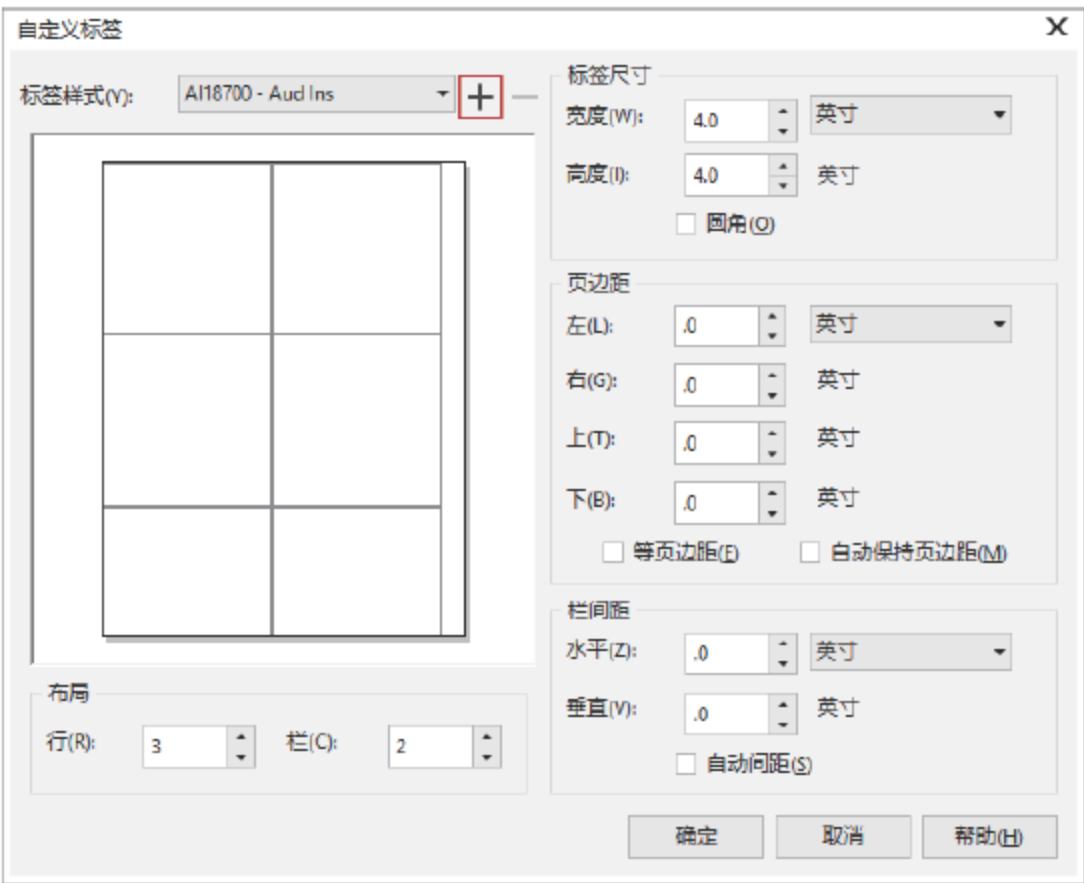 自定义标签
标签样式(Y): AI18700 - Aud Ins
布局
行(R): 3 栏(C): 2
标签尺寸
宽度(W): 4.0 英寸
高度(I): 4.0 英寸
圆角(O)
页边距
左(L): .0 英寸
右(G): .0 英寸
上(T): .0 英寸
下(B): .0 英寸
等页边距(E) 自动保持页边距(M)
栏间距
水平(Z): .0 英寸
垂直(V): .0 英寸
自动间距(S)
确定 取消 帮助(H)